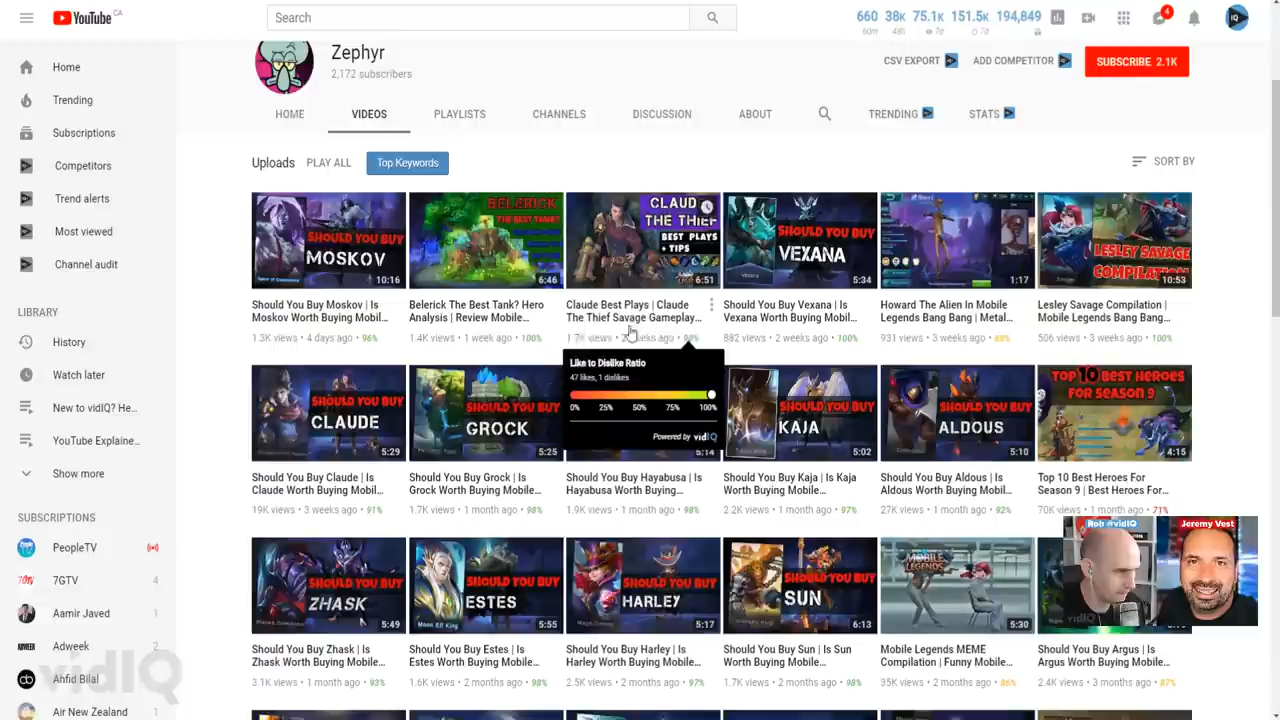 YouTube CA
Search
660 38K 75.1K 151.5K 194,849
60m 48h 7d 7d
4
Home
Trending
Subscriptions
Competitors
Trend alerts
Most viewed
Channel audit
LIBRARY
History
Watch later
New to vidIQ? He...
YouTube Explaine...
Show more
SUBSCRIPTIONS
PeopleTV
7GTV 4
Aamir Javed 1
Adweek 2
Ahfid Bilal
Air New Zealand 1
vidIQ
Zephyr
2,172 subscribers
CSV EXPORT ADD COMPETITOR SUBSCRIBE 2.1K
HOME VIDEOS PLAYLISTS CHANNELS DISCUSSION ABOUT TRENDING STATS
Uploads PLAY ALL Top Keywords SORT BY
SHOULD YOU BUY
MOSKOV
10:16
Should You Buy Moskov | Is
Moskov Worth Buying Mobil...
1.3K views • 4 days ago • 96%
BELERICK
THE BEST TANK?
6:46
Belerick The Best Tank? Hero
Analysis | Review Mobile...
1.4K views • 1 week ago • 100%
CLAUD
THE THIEF
BEST PLAYS
+ TIPS
6:51
Claude Best Plays | Claude
The Thief Savage Gameplay...
SHOULD YOU BUY
VEXANA
5:34
Should You Buy Vexana | Is
Vexana Worth Buying Mobil...
882 views • 2 weeks ago • 100%
1:17
Howard The Alien In Mobile
Legends Bang Bang | Metal...
931 views • 3 weeks ago • 88%
LESLEY SAVAGE
COMPILATION
10:53
Lesley Savage Compilation |
Mobile Legends Bang Bang...
506 views • 3 weeks ago • 100%
Like to Dislike Ratio
47 likes, 1 dislikes
0% 25% 50% 75% 100%
Powered by vidIQ
SHOULD YOU BUY
CLAUDE
5:29
Should You Buy Claude | Is
Claude Worth Buying Mobil...
19K views • 3 weeks ago • 91%
SHOULD YOU BUY
GROCK
5:25
Should You Buy Grock | Is
Grock Worth Buying Mobile...
1.7K views • 1 month ago • 98%
5:14
Should You Buy Hayabusa | Is
Hayabusa Worth Buying...
1.9K views • 1 month ago • 98%
SHOULD YOU BUY
KAJA
5:02
Should You Buy Kaja | Is Kaja
Worth Buying Mobile...
2.2K views • 1 month ago • 97%
SHOULD YOU BUY
ALDOUS
5:10
Should You Buy Aldous | Is
Aldous Worth Buying Mobil...
27K views • 1 month ago • 92%
TOP 10 BEST HEROES
FOR SEASON 9
4:15
Top 10 Best Heroes For
Season 9 | Best Heroes For...
70K views • 1 month ago • 71%
Rob @vidIQ Jeremy Vest
SHOULD YOU BUY
ZHASK
5:49
Should You Buy Zhask | Is
Zhask Worth Buying Mobile...
3.1K views • 1 month ago • 93%
SHOULD YOU BUY
ESTES
Moon Elf King
5:55
Should You Buy Estes | Is
Estes Worth Buying Mobile...
1.6K views • 2 months ago • 98%
SHOULD YOU BUY
HARLEY
5:17
Should You Buy Harley | Is
Harley Worth Buying Mobile...
2.5K views • 2 months ago • 97%
SHOULD YOU BUY
SUN
6:13
Should You Buy Sun | Is Sun
Worth Buying Mobile...
1.7K views • 2 months ago • 98%
MOBILE
LEGENDS
5:30
Mobile Legends MEME
Compilation | Funny Mobile...
35K views • 2 months ago • 86%
Should You Buy Argus | Is
Argus Worth Buying Mobile...
2.4K views • 3 months ago • 87%